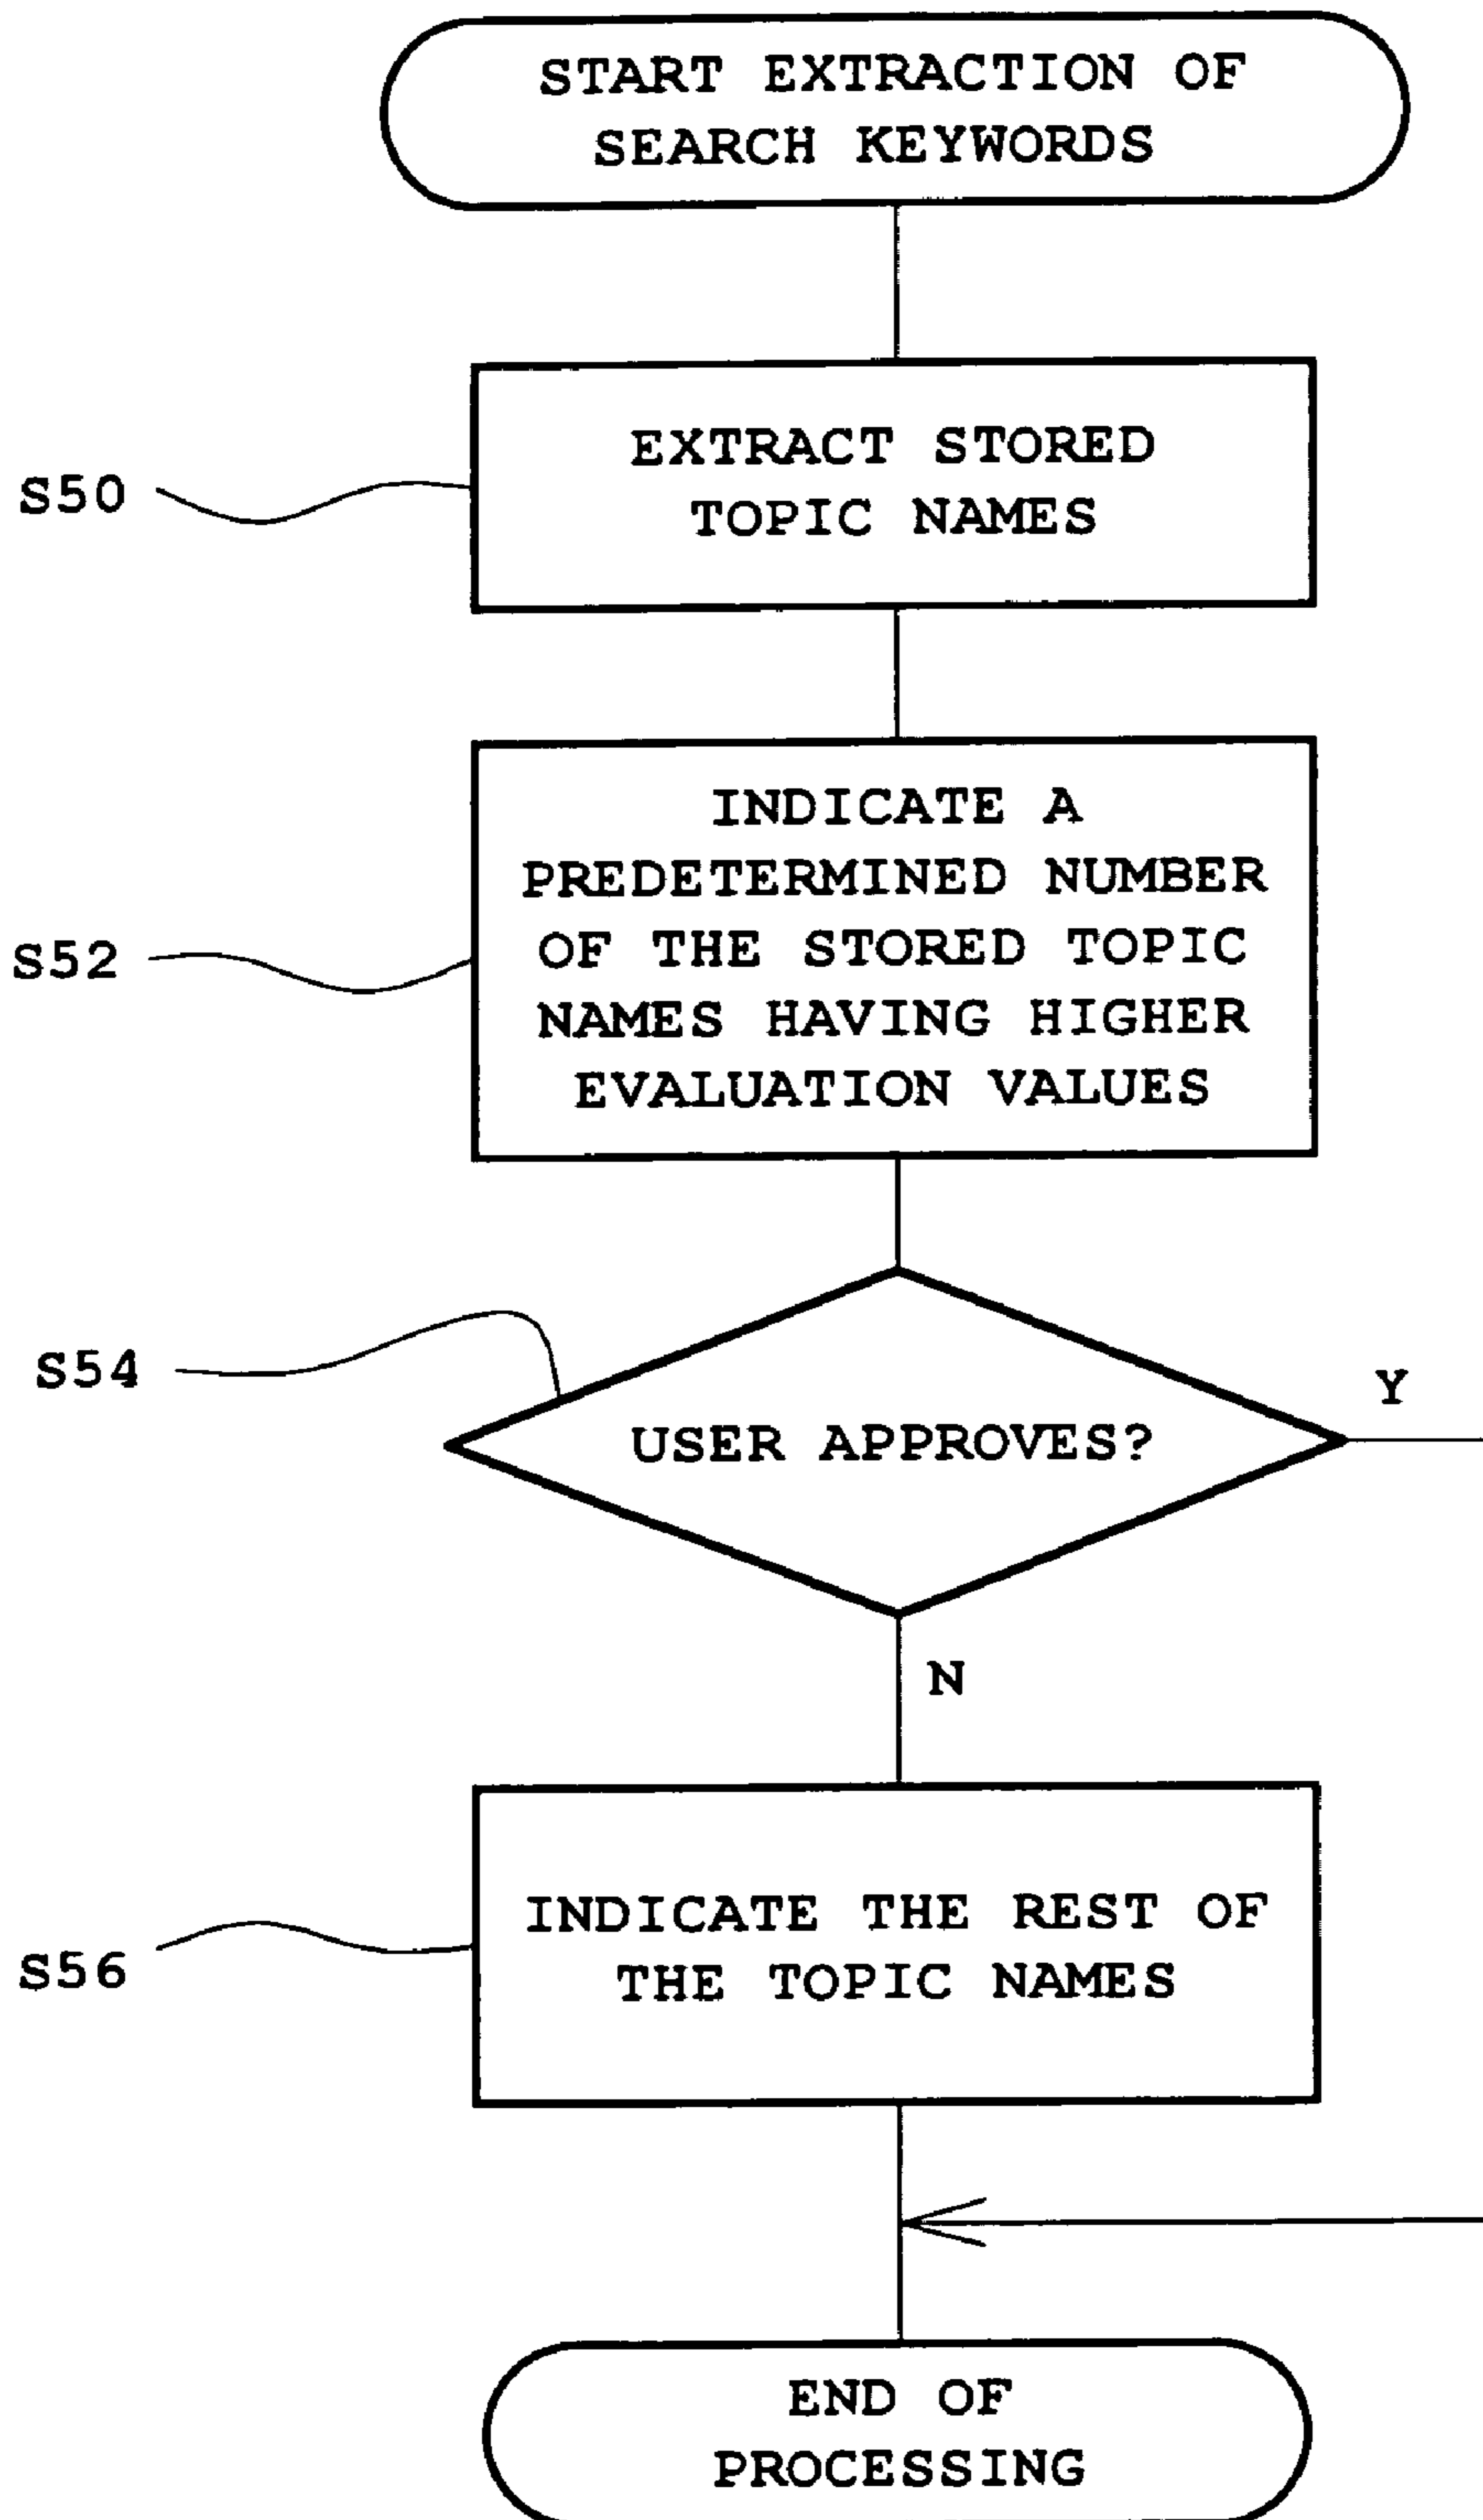 START EXTRACTION OF
SEARCH KEYWORDS
S50
EXTRACT STORED
TOPIC NAMES
S52
INDICATE A
PREDETERMINED NUMBER
OF THE STORED TOPIC
NAMES HAVING HIGHER
EVALUATION VALUES
S54
USER APPROVES?
Y
N
S56
INDICATE THE REST OF
THE TOPIC NAMES
END OF
PROCESSING